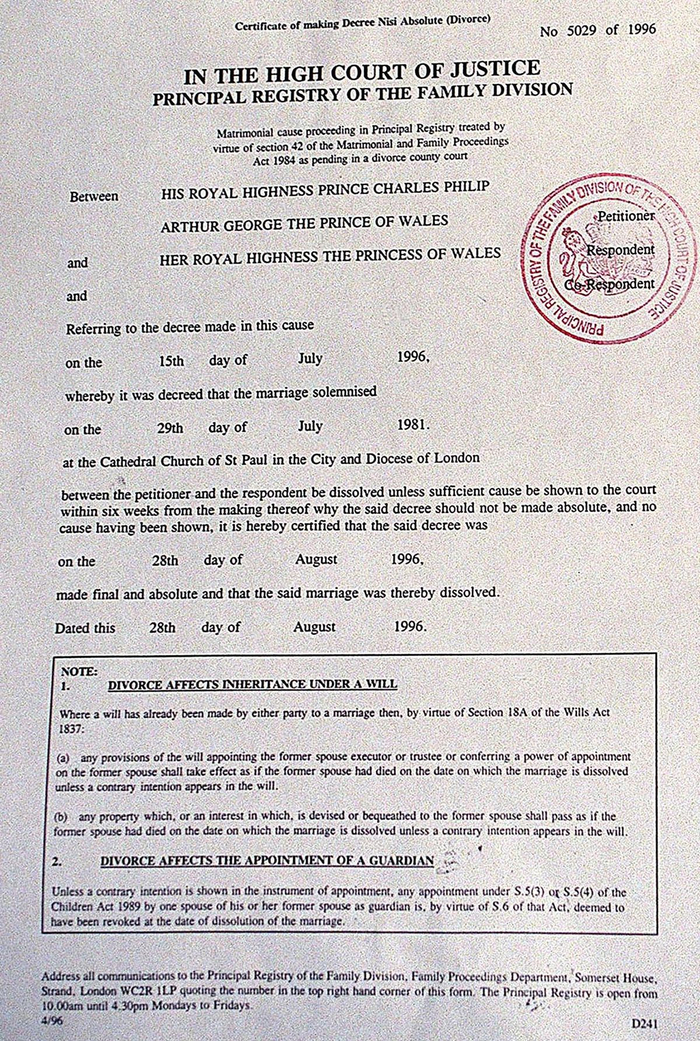 Certificate of making Decree Nisi Absolute (Divorce)
No 5029 of 1996
IN THE HIGH COURT OF JUSTICE
PRINCIPAL REGISTRY OF THE FAMILY DIVISION
Matrimonial cause proceeding in Principal Registry treated by
virtue of section 42 of the Matrimonial and Family Proceedings
Act 1984 as pending in a divorce county court
Between HIS ROYAL HIGHNESS PRINCE CHARLES PHILIP
Petitioner
ARTHUR GEORGE THE PRINCE OF WALES
Respondent
and HER ROYAL HIGHNESS THE PRINCESS OF WALES
Co-Respondent
and
PRINCIPAL REGISTRY OF THE FAMILY DIVISION OF THE HIGH COURT OF JUSTICE
Referring to the decree made in this cause
on the 15th day of July 1996,
whereby it was decreed that the marriage solemnised
on the 29th day of July 1981.
at the Cathedral Church of St Paul in the City and Diocese of London
between the petitioner and the respondent be dissolved unless sufficient cause be shown to the court
within six weeks from the making thereof why the said decree should not be made absolute, and no
cause having been shown, it is hereby certified that the said decree was
on the 28th day of August 1996,
made final and absolute and that the said marriage was thereby dissolved.
Dated this 28th day of August 1996.
NOTE:
1. DIVORCE AFFECTS INHERITANCE UNDER A WILL
Where a will has already been made by either party to a marriage then, by virtue of Section 18A of the Wills Act
1837:
(a) any provisions of the will appointing the former spouse executor or trustee or conferring a power of appointment
on the former spouse shall take effect as if the former spouse had died on the date on which the marriage is dissolved
unless a contrary intention appears in the will.
(b) any property which, or an interest in which, is devised or bequeathed to the former spouse shall pass as if the
former spouse had died on the date on which the marriage is dissolved unless a contrary intention appears in the will.
2. DIVORCE AFFECTS THE APPOINTMENT OF A GUARDIAN
Unless a contrary intention is shown in the instrument of appointment, any appointment under S.5(3) or S.5(4) of the
Children Act 1989 by one spouse of his or her former spouse as guardian is, by virtue of S.6 of that Act, deemed to
have been revoked at the date of dissolution of the marriage.
Address all communications to the Principal Registry of the Family Division, Family Proceedings Department, Somerset House,
Strand, London WC2R 1LP quoting the number in the top right hand corner of this form. The Principal Registry is open from
10.00am until 4.30pm Mondays to Fridays.
4/96
D241